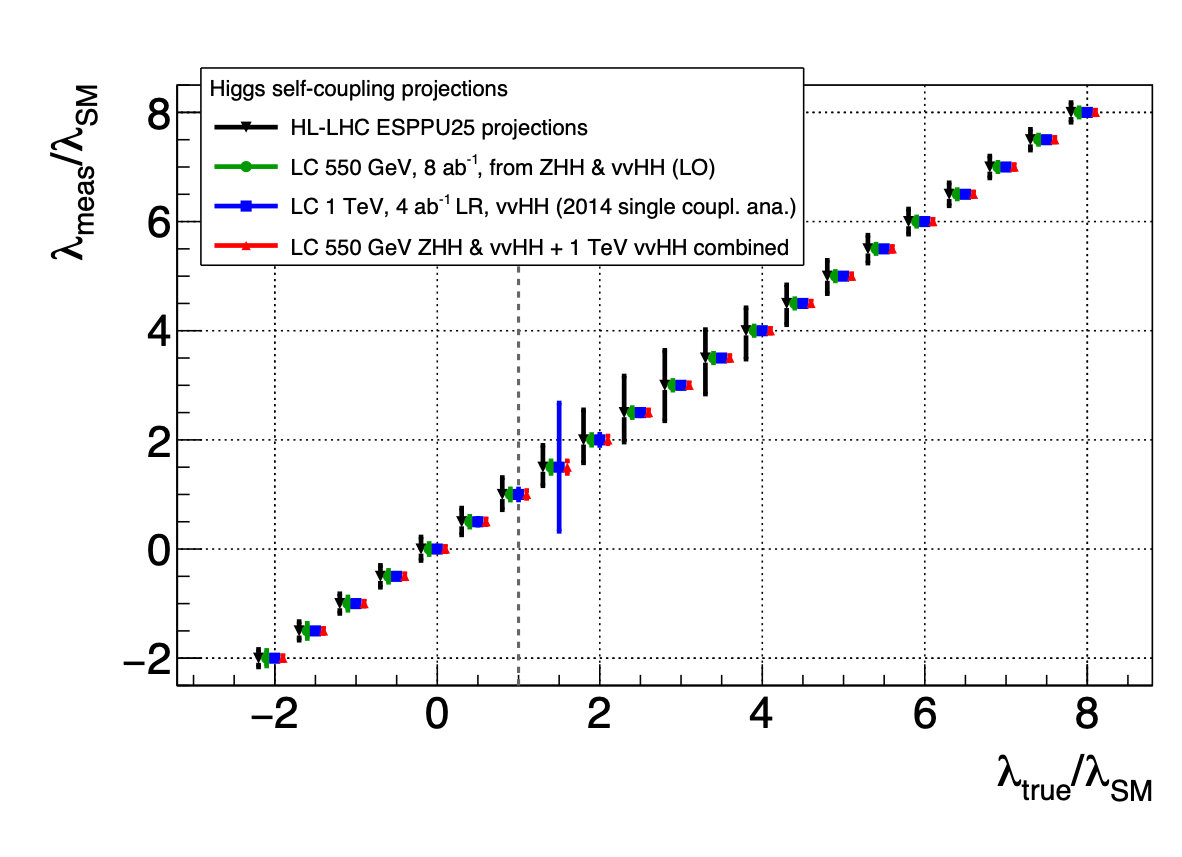 λmeas/λSM
Higgs self-coupling projections
HL-LHC ESPPU25 projections
LC 550 GeV, 8 ab-1, from ZHH & vvHH (LO)
LC 1 TeV, 4 ab-1 LR, vvHH (2014 single coupl. ana.)
LC 550 GeV ZHH & vvHH + 1 TeV vvHH combined
8
6
4
2
0
−2
−2 0 2 4 6 8
λtrue/λSM